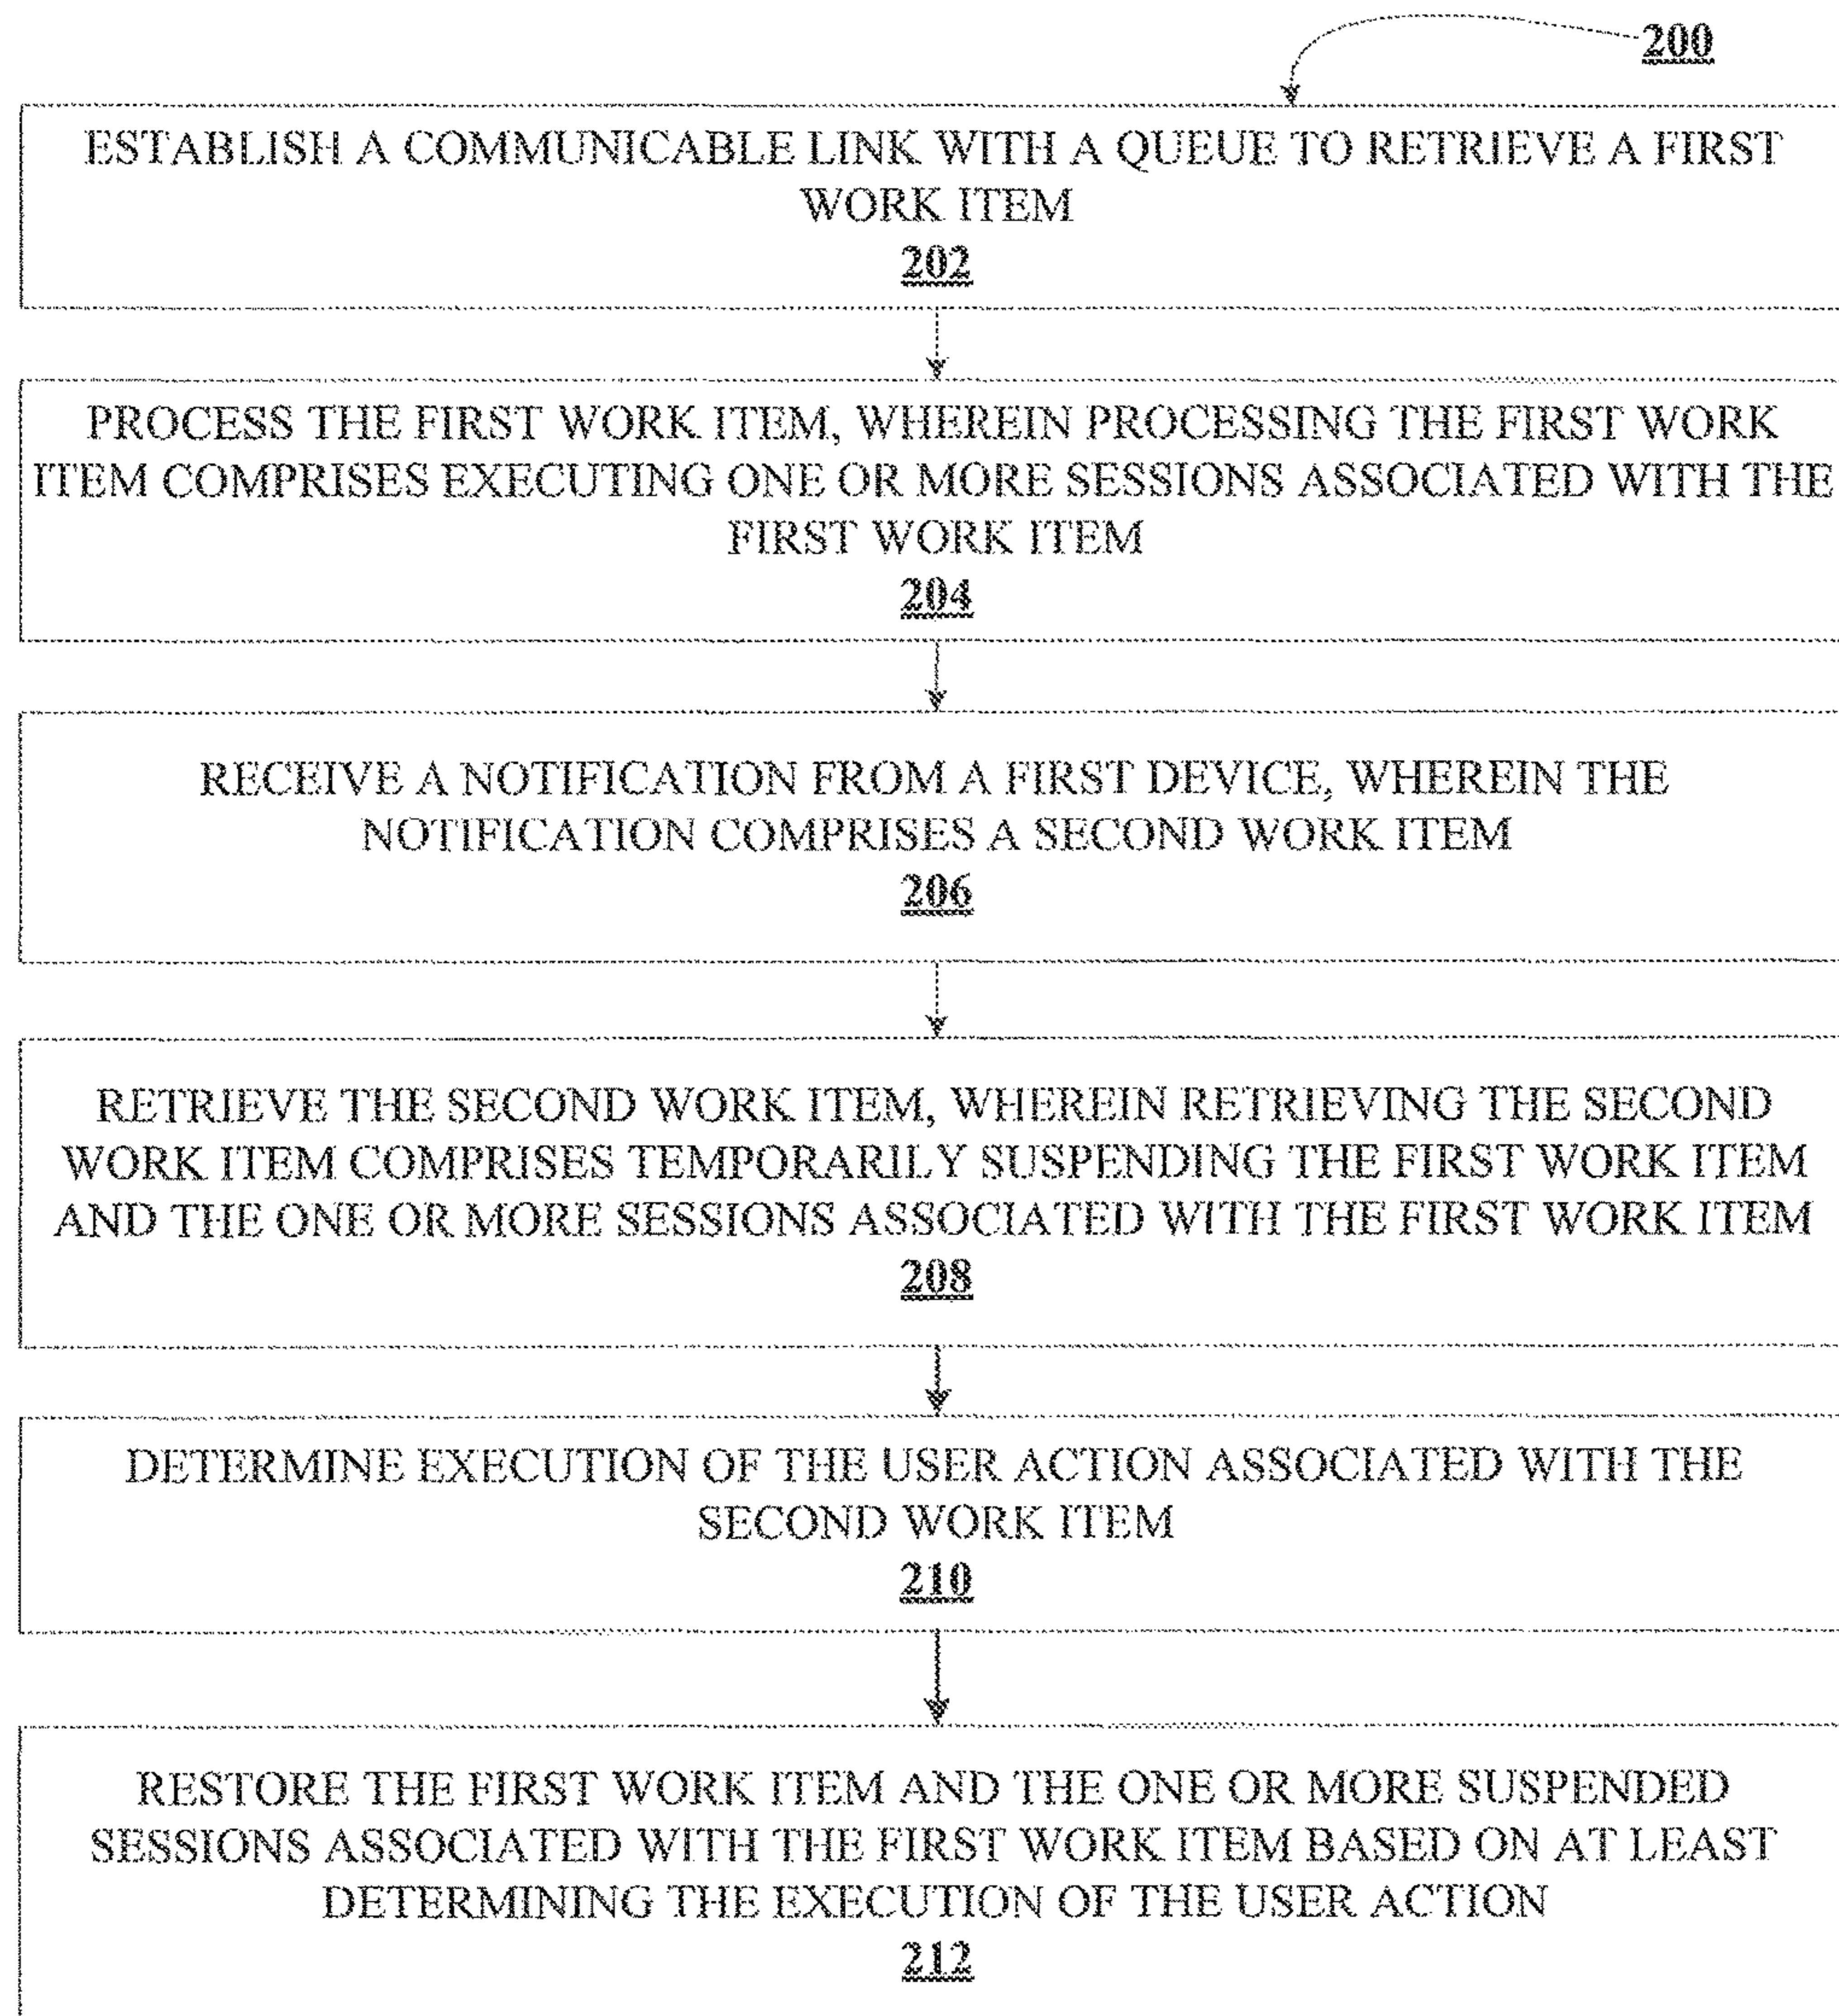 200
ESTABLISH A COMMUNICABLE LINK WITH A QUEUE TO RETRIEVE A FIRST
WORK ITEM
202
PROCESS THE FIRST WORK ITEM, WHEREIN PROCESSING THE FIRST WORK
ITEM COMPRISES EXECUTING ONE OR MORE SESSIONS ASSOCIATED WITH THE
FIRST WORK ITEM
204
RECEIVE A NOTIFICATION FROM A FIRST DEVICE, WHEREIN THE
NOTIFICATION COMPRISES A SECOND WORK ITEM
206
RETRIEVE THE SECOND WORK ITEM, WHEREIN RETRIEVING THE SECOND
WORK ITEM COMPRISES TEMPORARILY SUSPENDING THE FIRST WORK ITEM
AND THE ONE OR MORE SESSIONS ASSOCIATED WITH THE FIRST WORK ITEM
208
DETERMINE EXECUTION OF THE USER ACTION ASSOCIATED WITH THE
SECOND WORK ITEM
210
RESTORE THE FIRST WORK ITEM AND THE ONE OR MORE SUSPENDED
SESSIONS ASSOCIATED WITH THE FIRST WORK ITEM BASED ON AT LEAST
DETERMINING THE EXECUTION OF THE USER ACTION
212